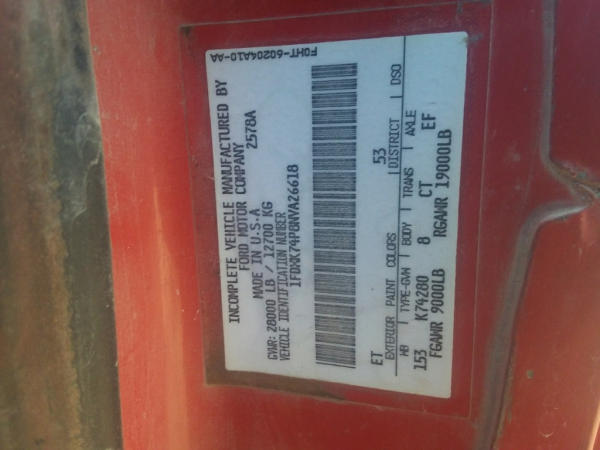 INCOMPLETE VEHICLE MANUFACTURED BY
FORD MOTOR COMPANY 2578A
MADE IN U.S.A
GVWR: 28000 LB / 12700 KG
VEHICLE IDENTIFICATION NUMBER
1FDXK74P8NVA26618
ET 53
EXTERIOR PAINT COLORS DISTRICT DSO
WB TYPE-GVW BODY TRANS AXLE
153 K74280 8 CT EF
FGAWR 9000LB RGAWR 19000LB
F0HT-60204A10-AA